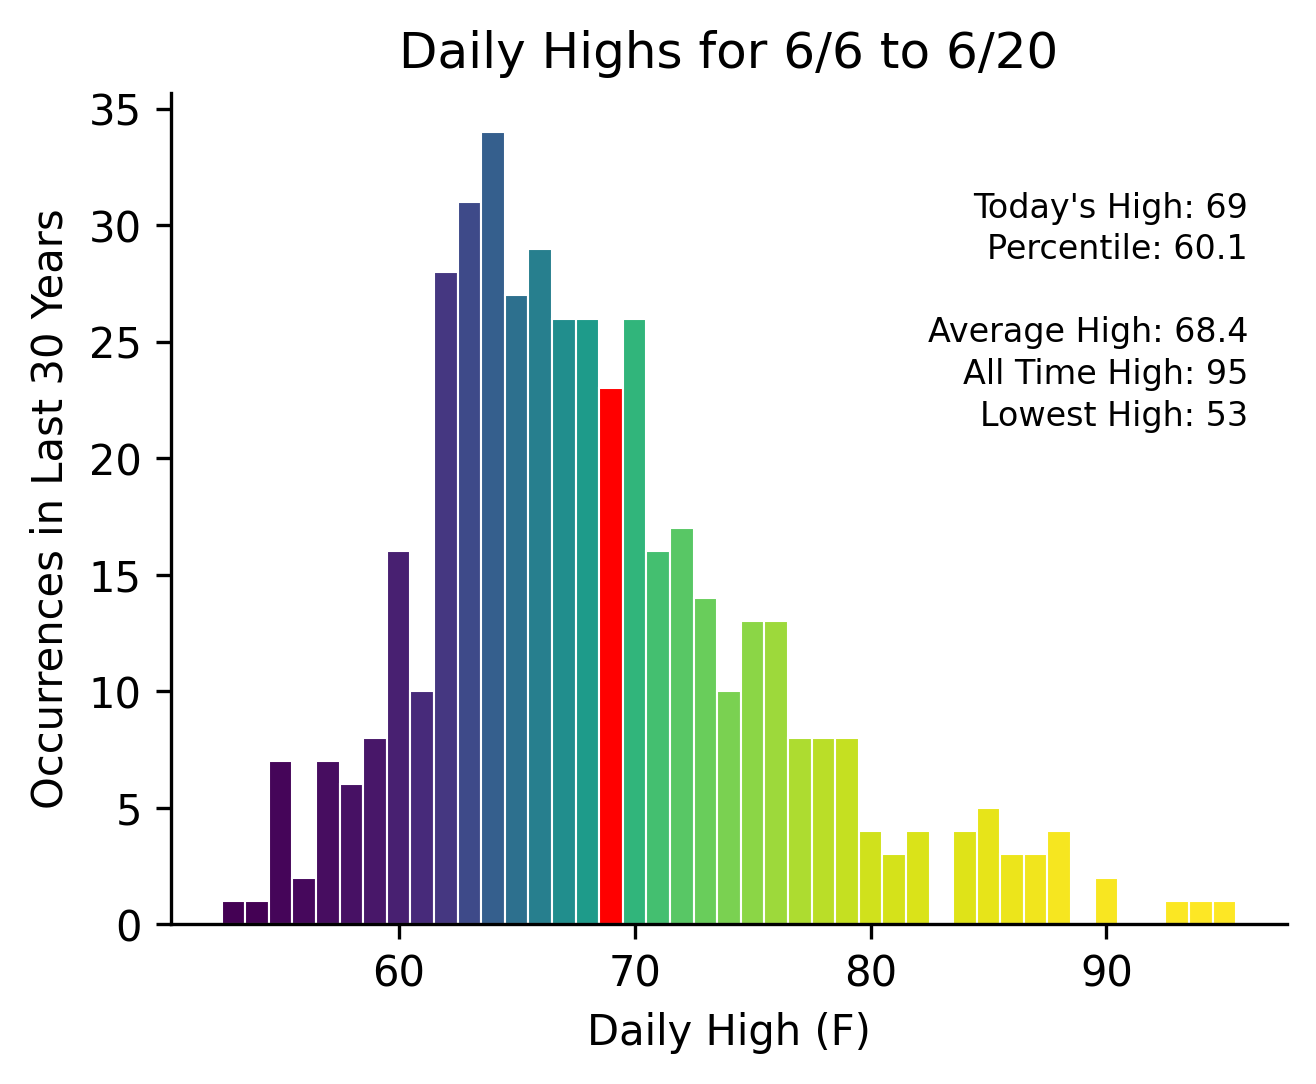 Daily Highs for 6/6 to 6/20
Today's High: 69
Percentile: 60.1
Average High: 68.4
All Time High: 95
Lowest High: 53
Occurrences in Last 30 Years
35
30
25
20
15
10
5
0
60 70 80 90
Daily High (F)